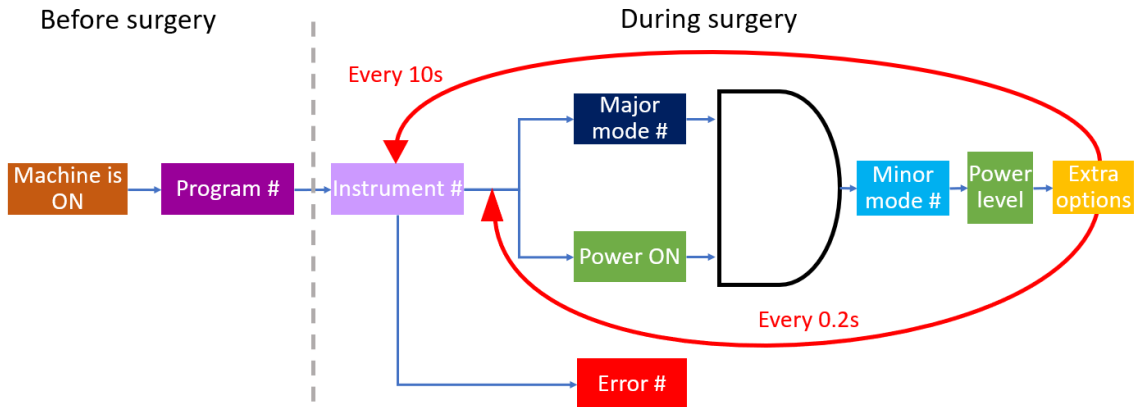 Before surgery
During surgery
Every 10s
Major
mode #
Machine is
ON
Program #
Instrument #
Minor
mode #
Power
level
Extra
options
Power ON
Every 0.2s
Error #